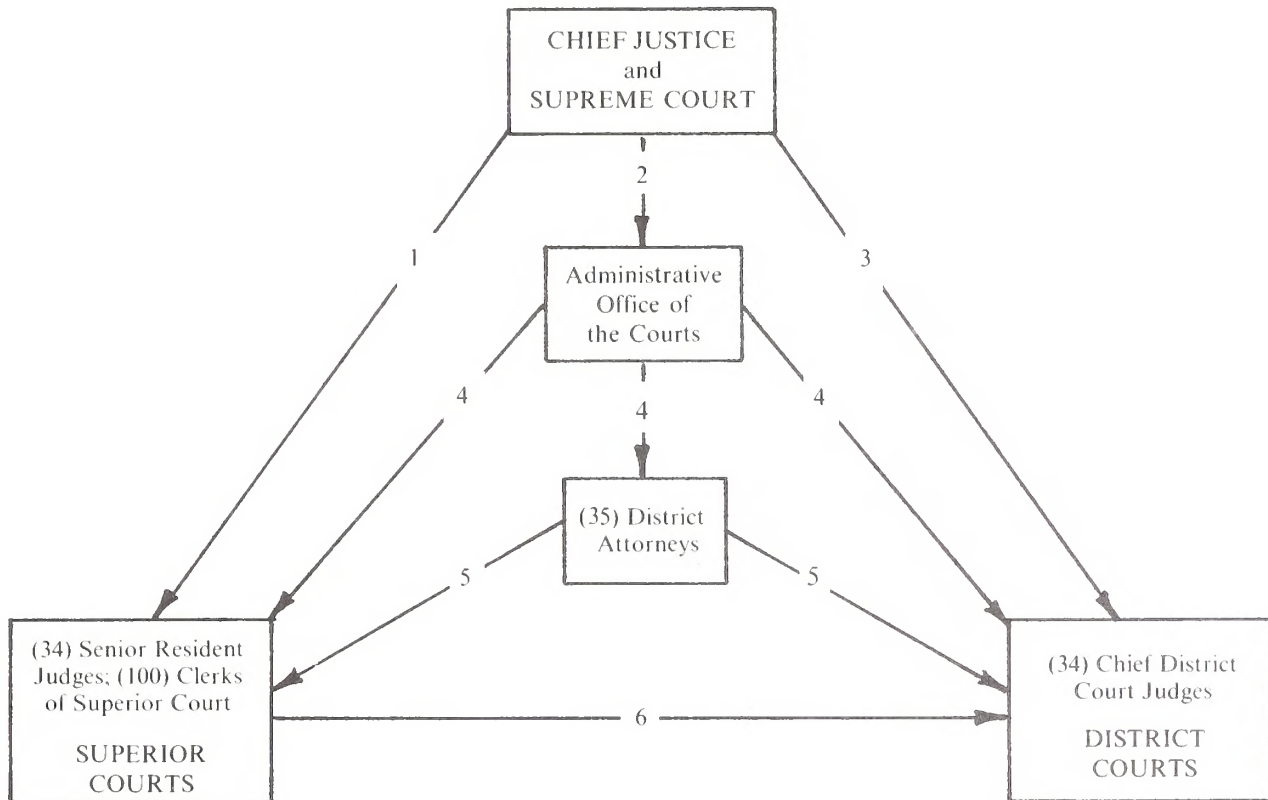 CHIEF JUSTICE
and
SUPREME COURT
2
1
3
Administrative
Office of
the Courts
4
4
4
(35) District
Attorneys
5
5
(34) Senior Resident
Judges; (100) Clerks
of Superior Court
SUPERIOR
COURTS
6
(34) Chief District
Court Judges
DISTRICT
COURTS